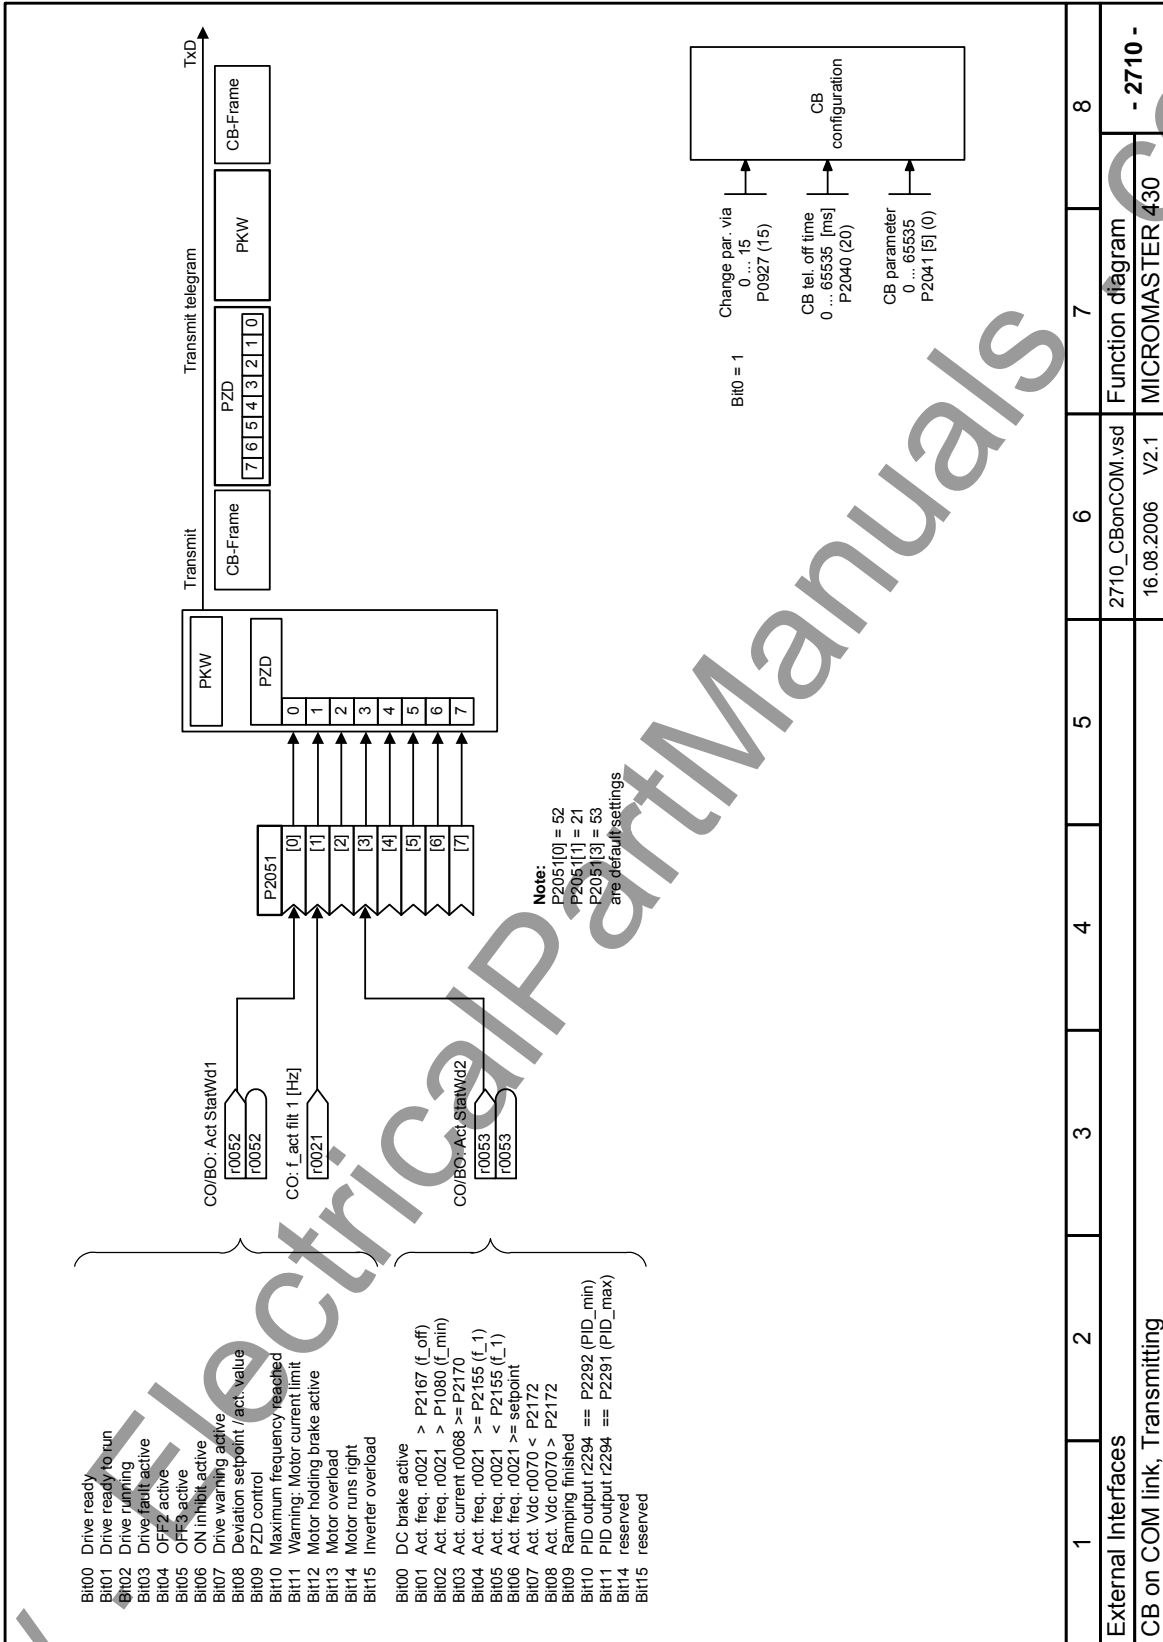 Bit00 Drive ready
Bit01 Drive ready to run
Bit02 Drive running
Bit03 Drive fault active
Bit04 OFF2 active
Bit05 OFF3 active
Bit06 ON inhibit active
Bit07 Drive warning active
Bit08 Deviation setpoint / act. value
Bit09 PZD control
Bit10 Maximum frequency reached
Bit11 Warning: Motor current limit
Bit12 Motor holding brake active
Bit13 Motor overload
Bit14 Motor runs right
Bit15 Inverter overload
Bit00 DC brake active
Bit01 Act. freq. r0021 > P2167 (f_off)
Bit02 Act. freq. r0021 > P1080 (f_min)
Bit03 Act. current r0068 >= P2170
Bit04 Act. freq. r0021 >= P2155 (f_1)
Bit05 Act. freq. r0021 < P2155 (f_1)
Bit06 Act. freq. r0021 >= setpoint
Bit07 Act. Vdc r0070 < P2172
Bit08 Act. Vdc r0070 > P2172
Bit09 Ramping finished
Bit10 PID output r2294 == P2292 (PID_min)
Bit11 PID output r2294 == P2291 (PID_max)
Bit14 reserved
Bit15 reserved
CO/BO: Act StatWd1
r0052
r0052
CO: f_act filt 1 [Hz]
r0021
CO/BO: Act StatWd2
r0053
r0053
P2051
[0]
[1]
[2]
[3]
[4]
[5]
[6]
[7]
Note:
P2051[0] = 52
P2051[1] = 21
P2051[3] = 53
are default settings
PKW
PZD
0
1
2
3
4
5
6
7
Transmit
Transmit telegram
TxD
CB-Frame
PZD
7 6 5 4 3 2 1 0
PKW
CB-Frame
Bit0 = 1
Change par. via
0 ... 15
P0927 (15)
CB tel. off time
0 ... 65535 [ms]
P2040 (20)
CB parameter
0 ... 65535
P2041 [5] (0)
CB
configuration
1 2 3 4 5 6 7 8
External Interfaces
2710_CBonCOM.vsd
Function diagram
- 2710 -
CB on COM link, Transmitting
16.08.2006 V2.1
MICROMASTER 430
ElectricalPartManuals